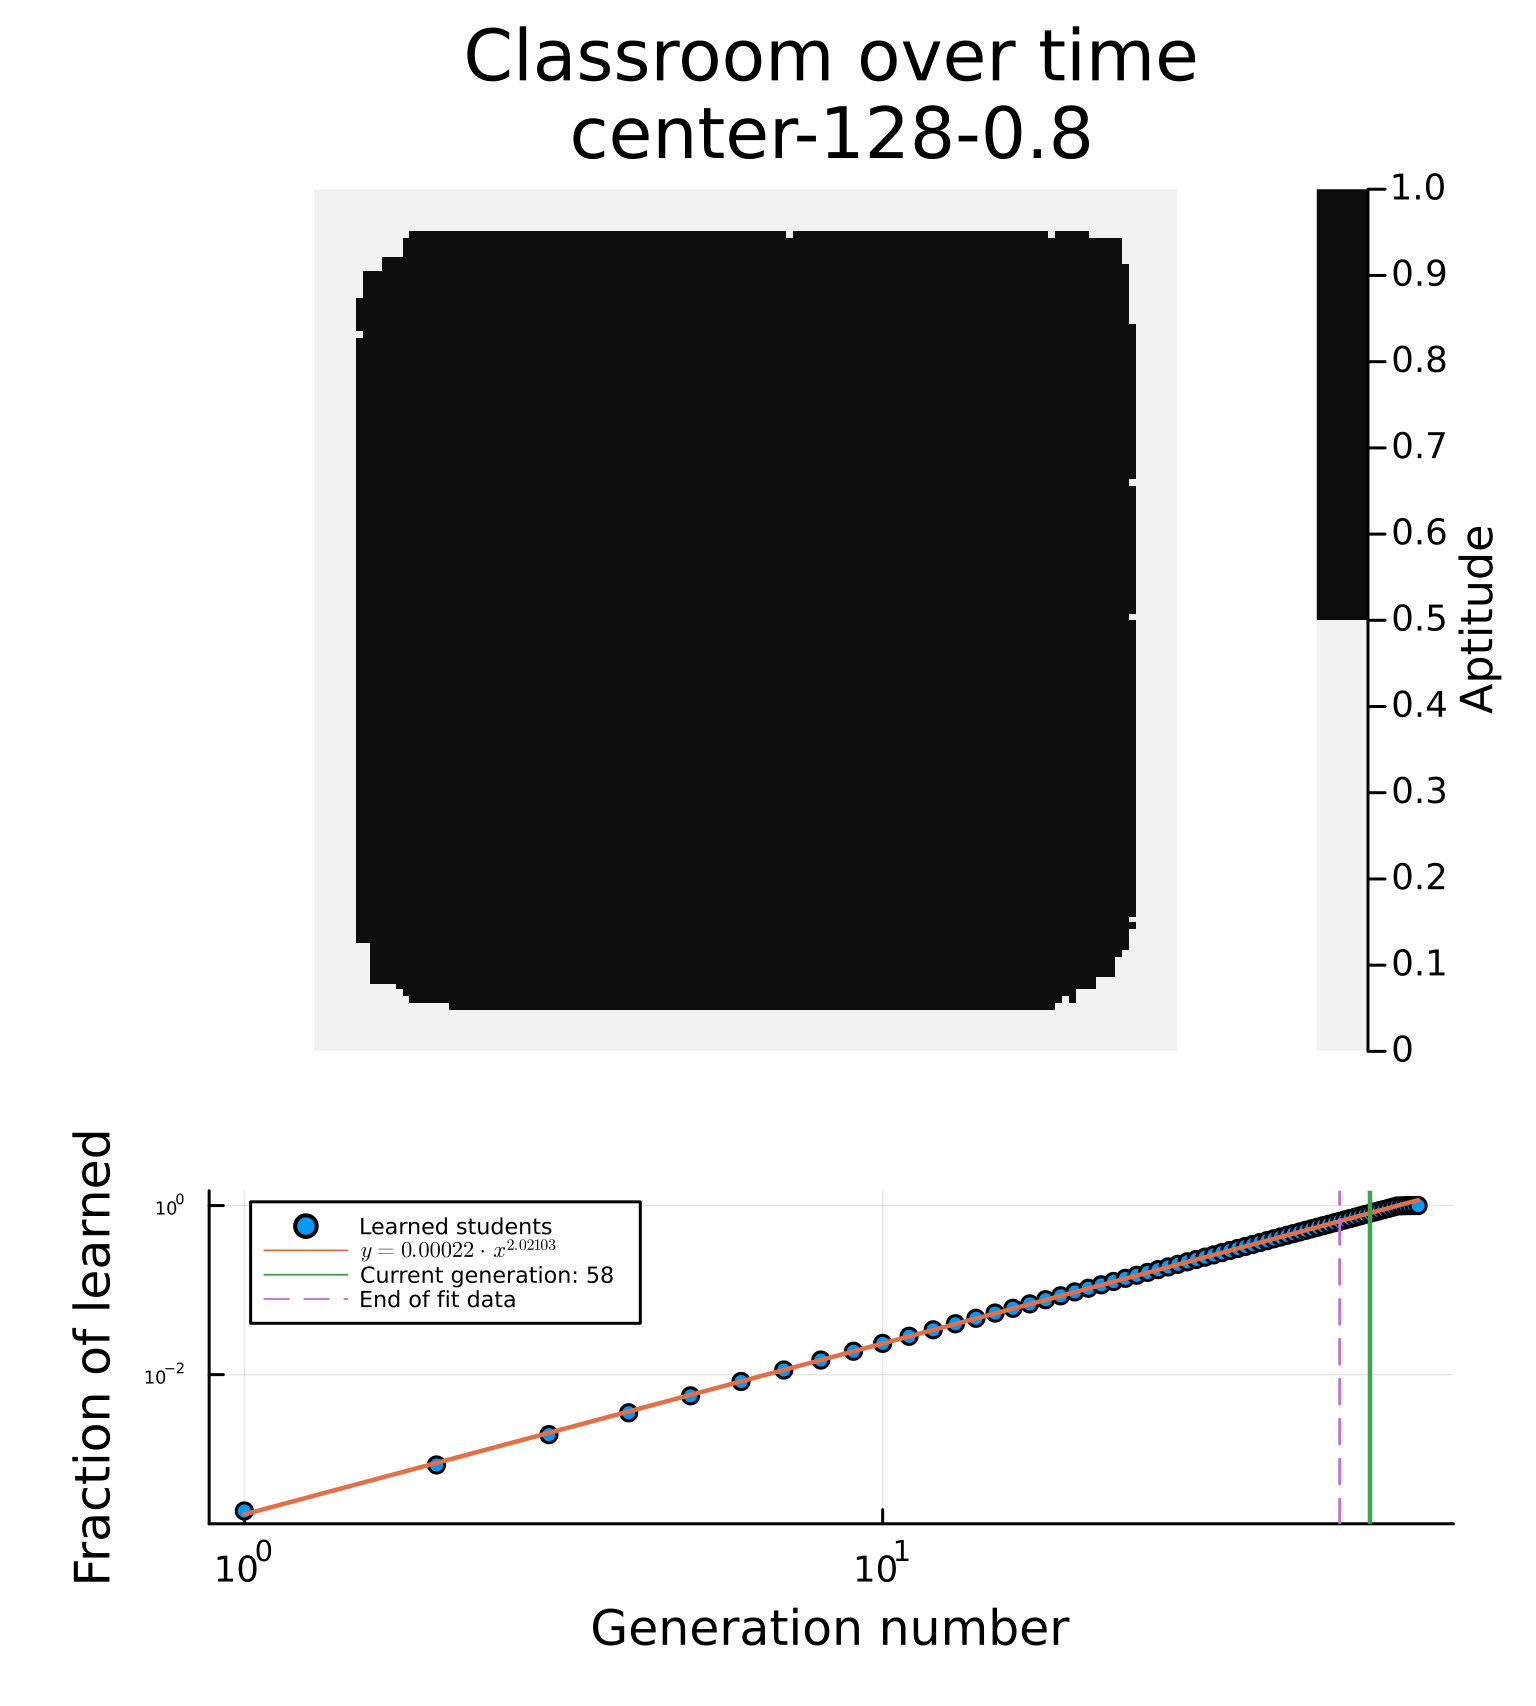 Classroom over time
center-128-0.8
1.0
0.9
0.8
0.7
0.6
0.5
0.4
0.3
0.2
0.1
0
Aptitude
Fraction of learned
10^0
10^-2
Learned students
y = 0.00022 · x^2.02103
Current generation: 58
End of fit data
10^0
10^1
Generation number